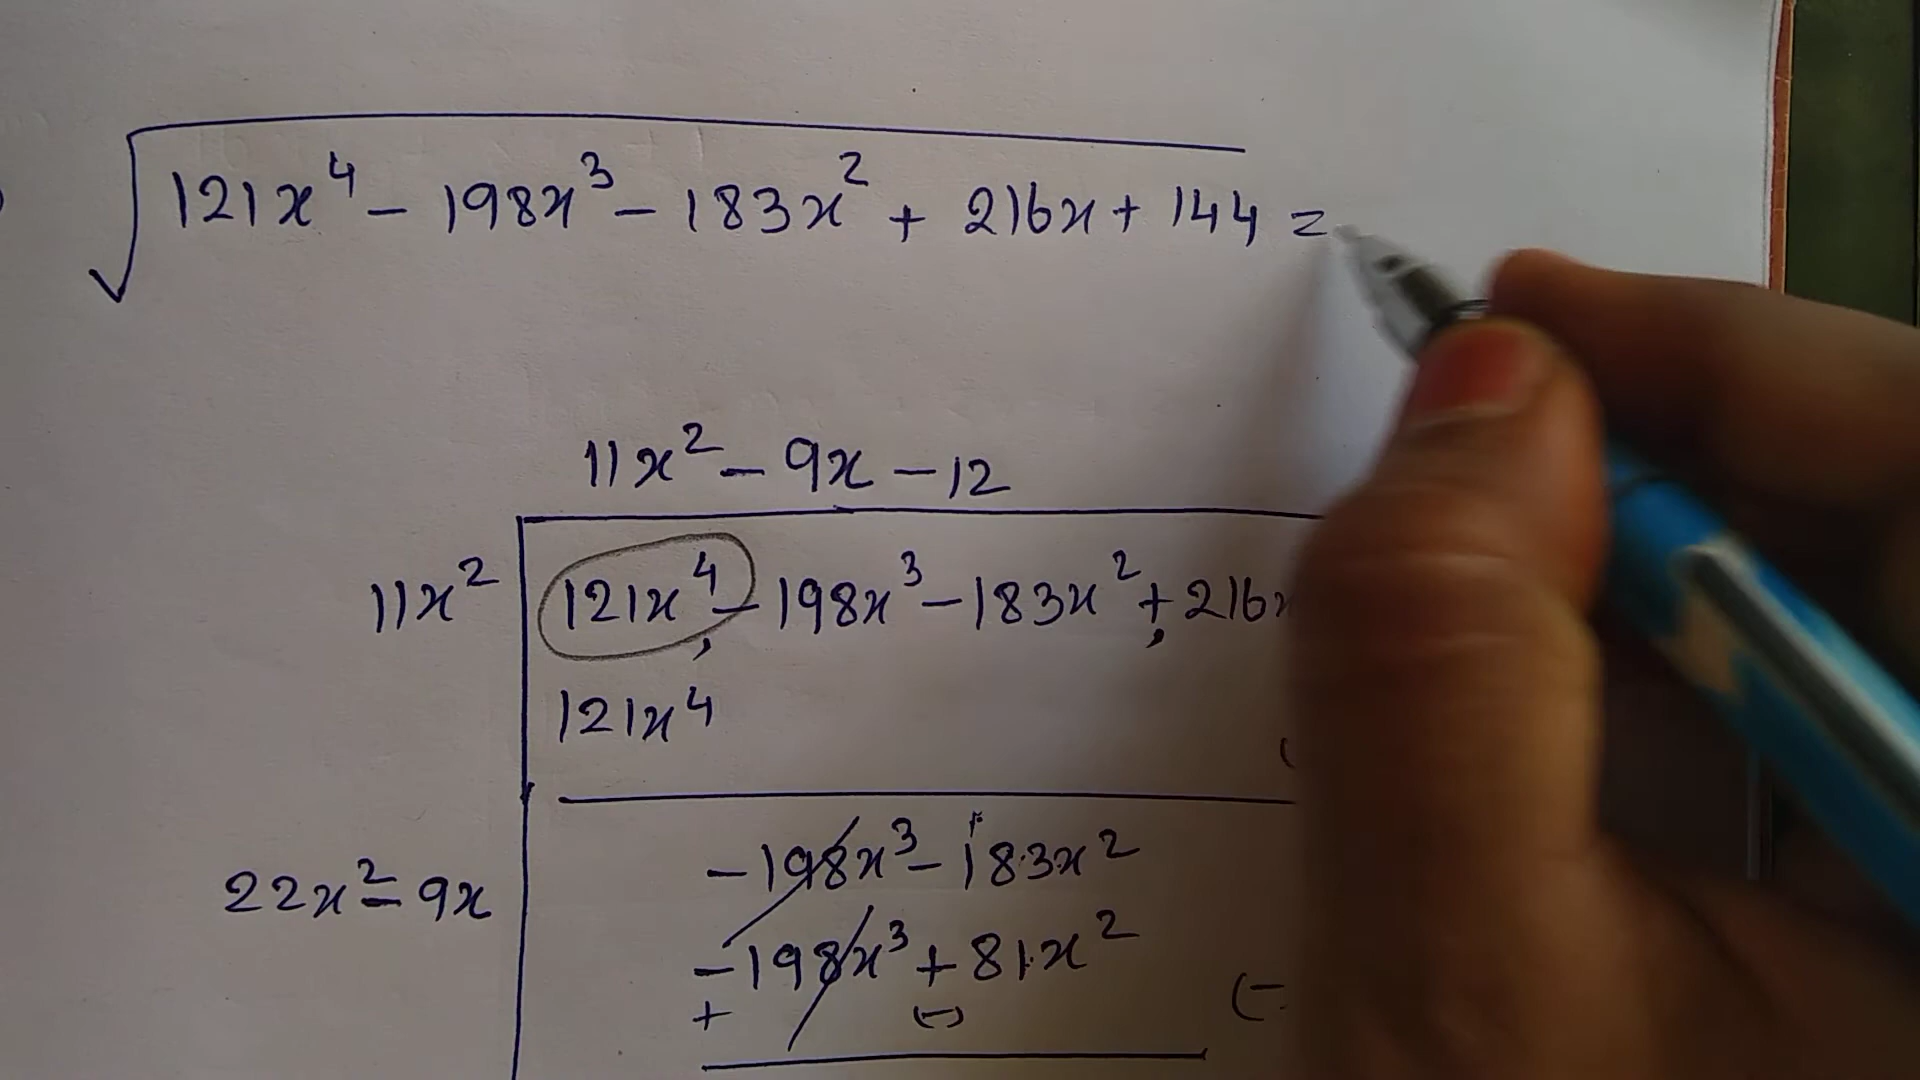 √121x⁴ - 198x³ - 183x² + 216x + 144 =
11x² - 9x - 12
11x² 121x⁴ - 198x³ - 183x² + 216x
121x⁴
-198x³ - 183x²
22x² - 9x
-198x³ + 81x²
+ (-) (-